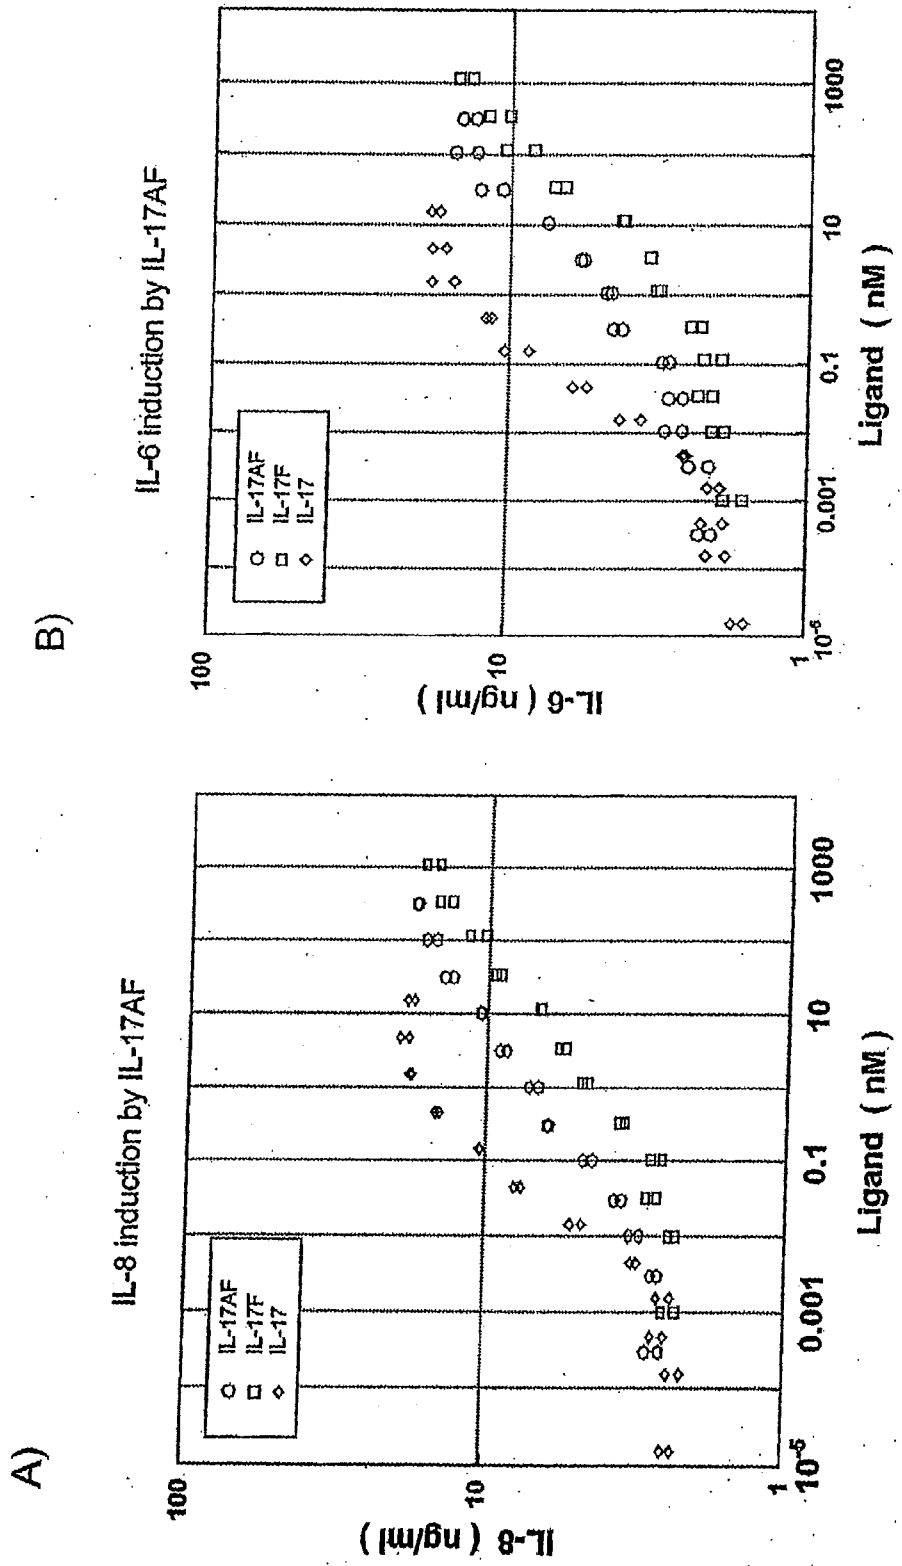 A)
IL-8 induction by IL-17AF
IL-17AF
IL-17F
IL-17
100
10
1
IL-8 ( ng/ml )
10⁻⁵
0.001
0.1
10
1000
Ligand ( nM )
B)
IL-6 induction by IL-17AF
IL-17AF
IL-17F
IL-17
100
10
1
IL-6 ( ng/ml )
10⁻⁵
0.001
0.1
10
1000
Ligand ( nM )